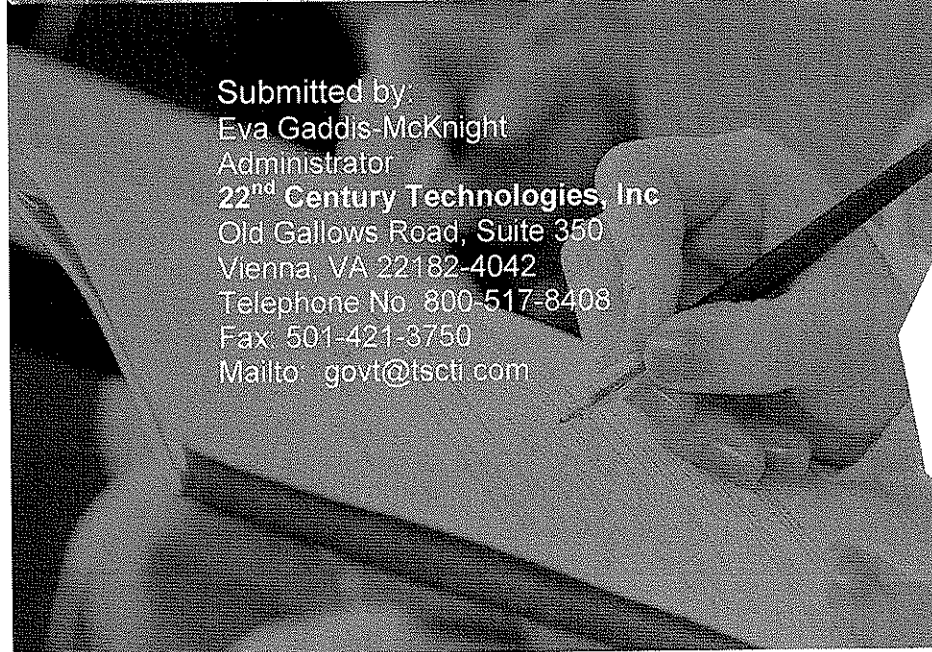 Submitted by:
Eva Gaddis-McKnight
Administrator
22nd Century Technologies, Inc
Old Gallows Road, Suite 350
Vienna, VA 22182-4042
Telephone No. 800-517-8408
Fax: 501-421-3750
Mailto: govt@tscti.com